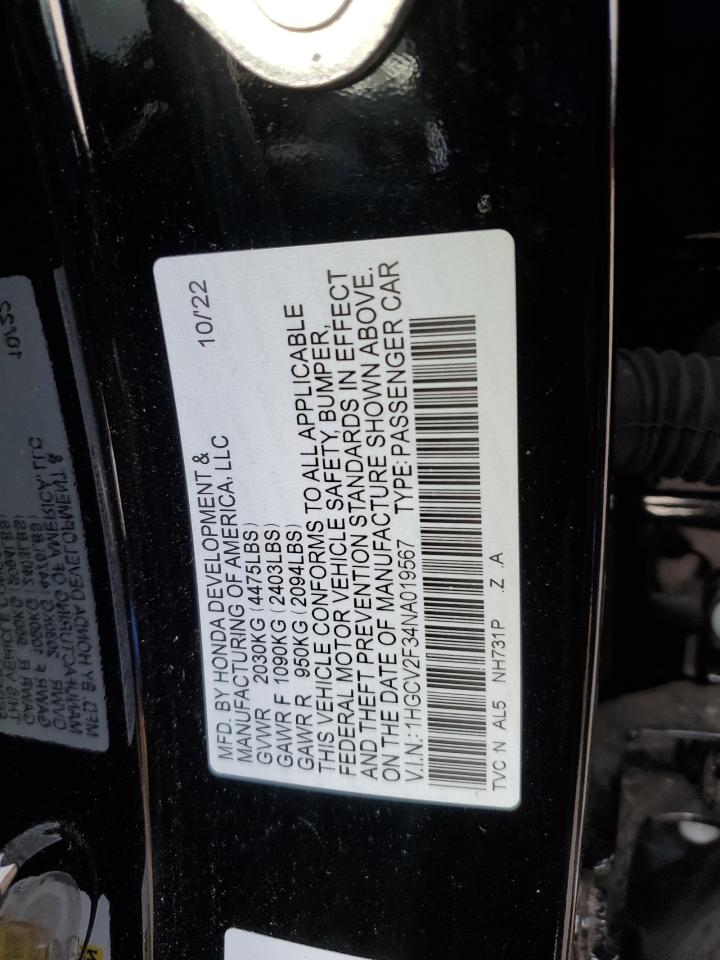 MFD. BY HONDA DEVELOPMENT & 10/'22
MANUFACTURING OF AMERICA, LLC
GVWR 2030KG (4475LBS)
GAWR F 1090KG (2403LBS)
GAWR R 950KG (2094LBS)
THIS VEHICLE CONFORMS TO ALL APPLICABLE
FEDERAL MOTOR VEHICLE SAFETY, BUMPER,
AND THEFT PREVENTION STANDARDS IN EFFECT
ON THE DATE OF MANUFACTURE SHOWN ABOVE.
V.I.N.: 1HGCV2F34NA019567 TYPE: PASSENGER CAR
TVC N AL5 NH731P .Z .A